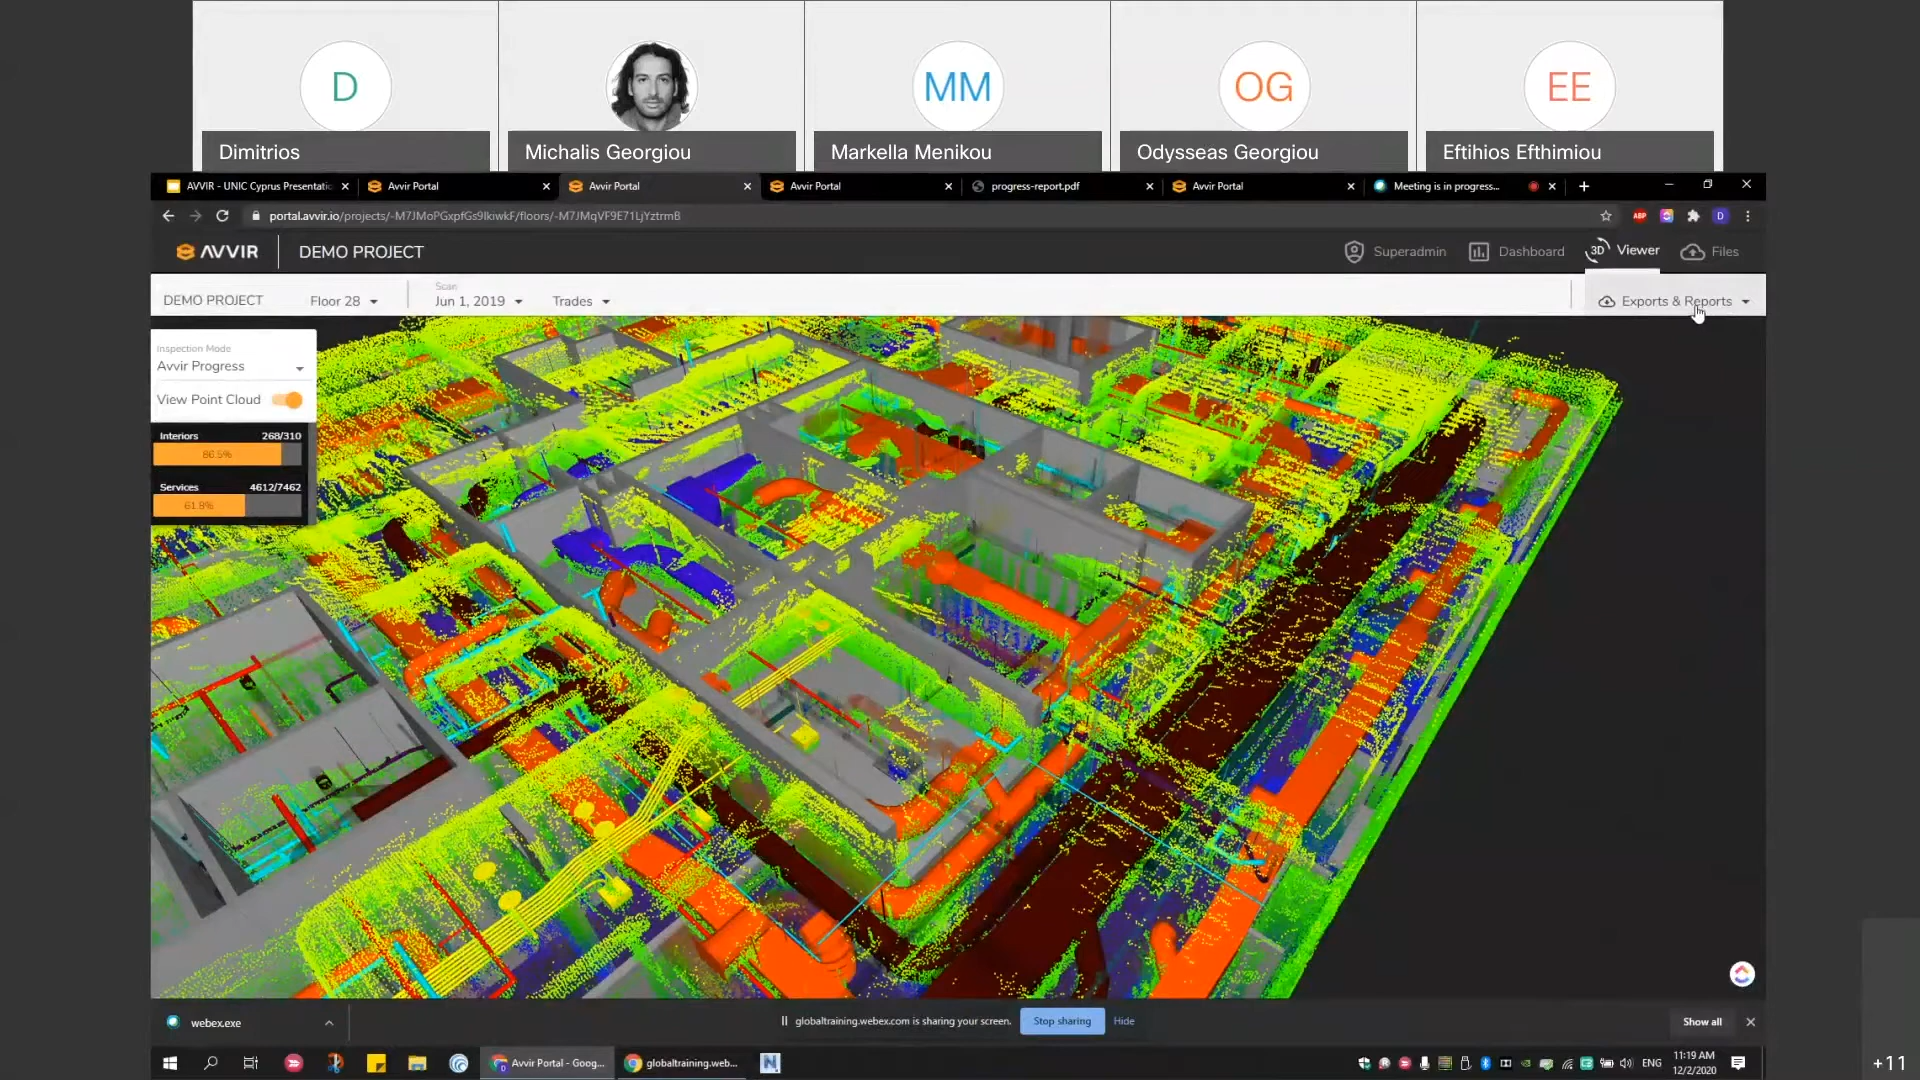 D
MM
OG
EE
Dimitrios
Michalis Georgiou
Markella Menikou
Odysseas Georgiou
Eftihios Efthimiou
AVVIR - UNIC Cyprus Presentatio
Avvir Portal
Avvir Portal
Avvir Portal
progress-report.pdf
Avvir Portal
Meeting is in progress...
portal.avvir.io/projects/-M7JMoPGxpfGs9IkiwkF/floors/-M7JMqVF9E71LjYztrmB
ABP
D
AVVIR
DEMO PROJECT
Superadmin
Dashboard
3D
Viewer
Files
DEMO PROJECT
Floor 28
Scan
Jun 1, 2019
Trades
Exports & Reports
Inspection Mode
Avvir Progress
View Point Cloud
Interiors 268/310
86.5%
Services 4612/7462
61.8%
webex.exe
globaltraining.webex.com is sharing your screen.
Stop sharing
Hide
Show all
Avvir Portal - Goog...
globaltraining.web...
N
ENG
11:19 AM
12/2/2020
+11